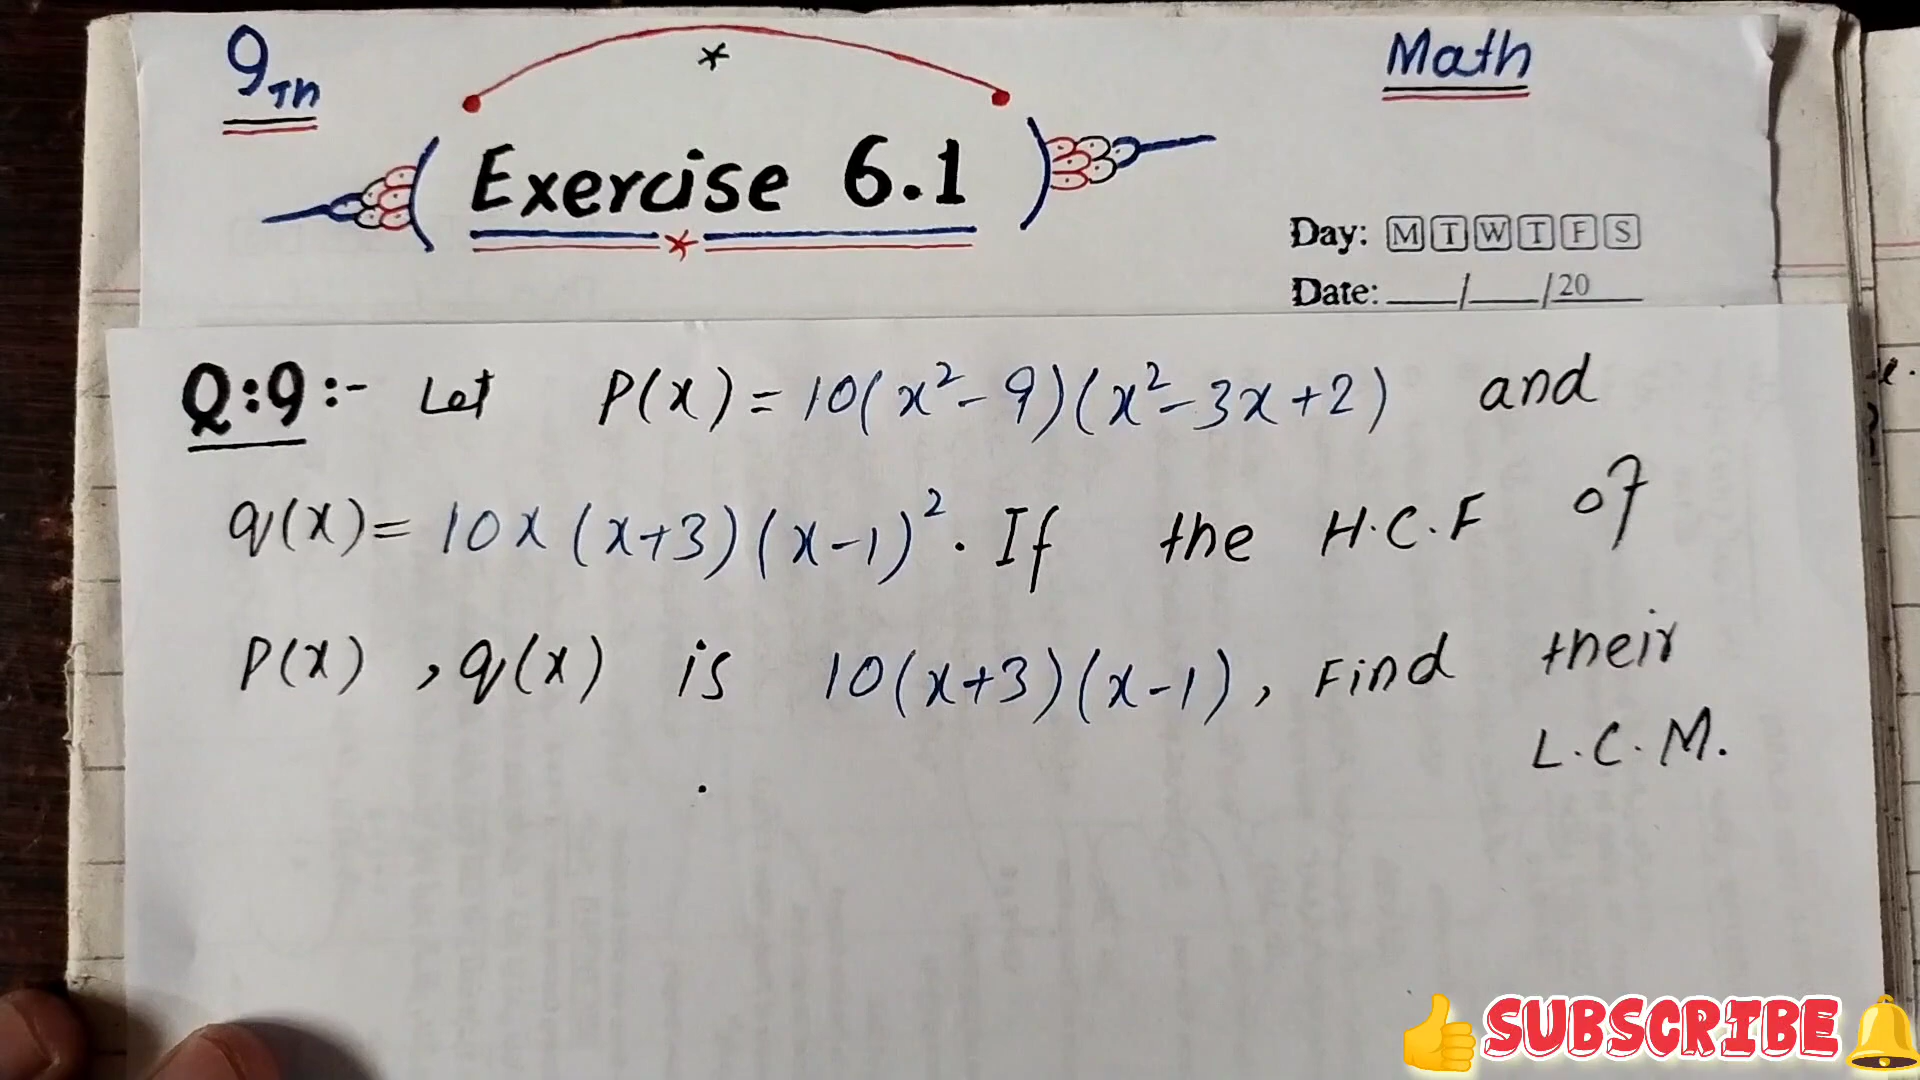 9Th
Math
Exercise 6.1
Day: M T W T F S
Date: ___/___/20___
Q:9:- Let P(x) = 10(x²-9)(x²-3x+2) and
q(x) = 10x(x+3)(x-1)². If the H.C.F of
P(x), q(x) is 10(x+3)(x-1), Find their
L.C.M.
SUBSCRIBE